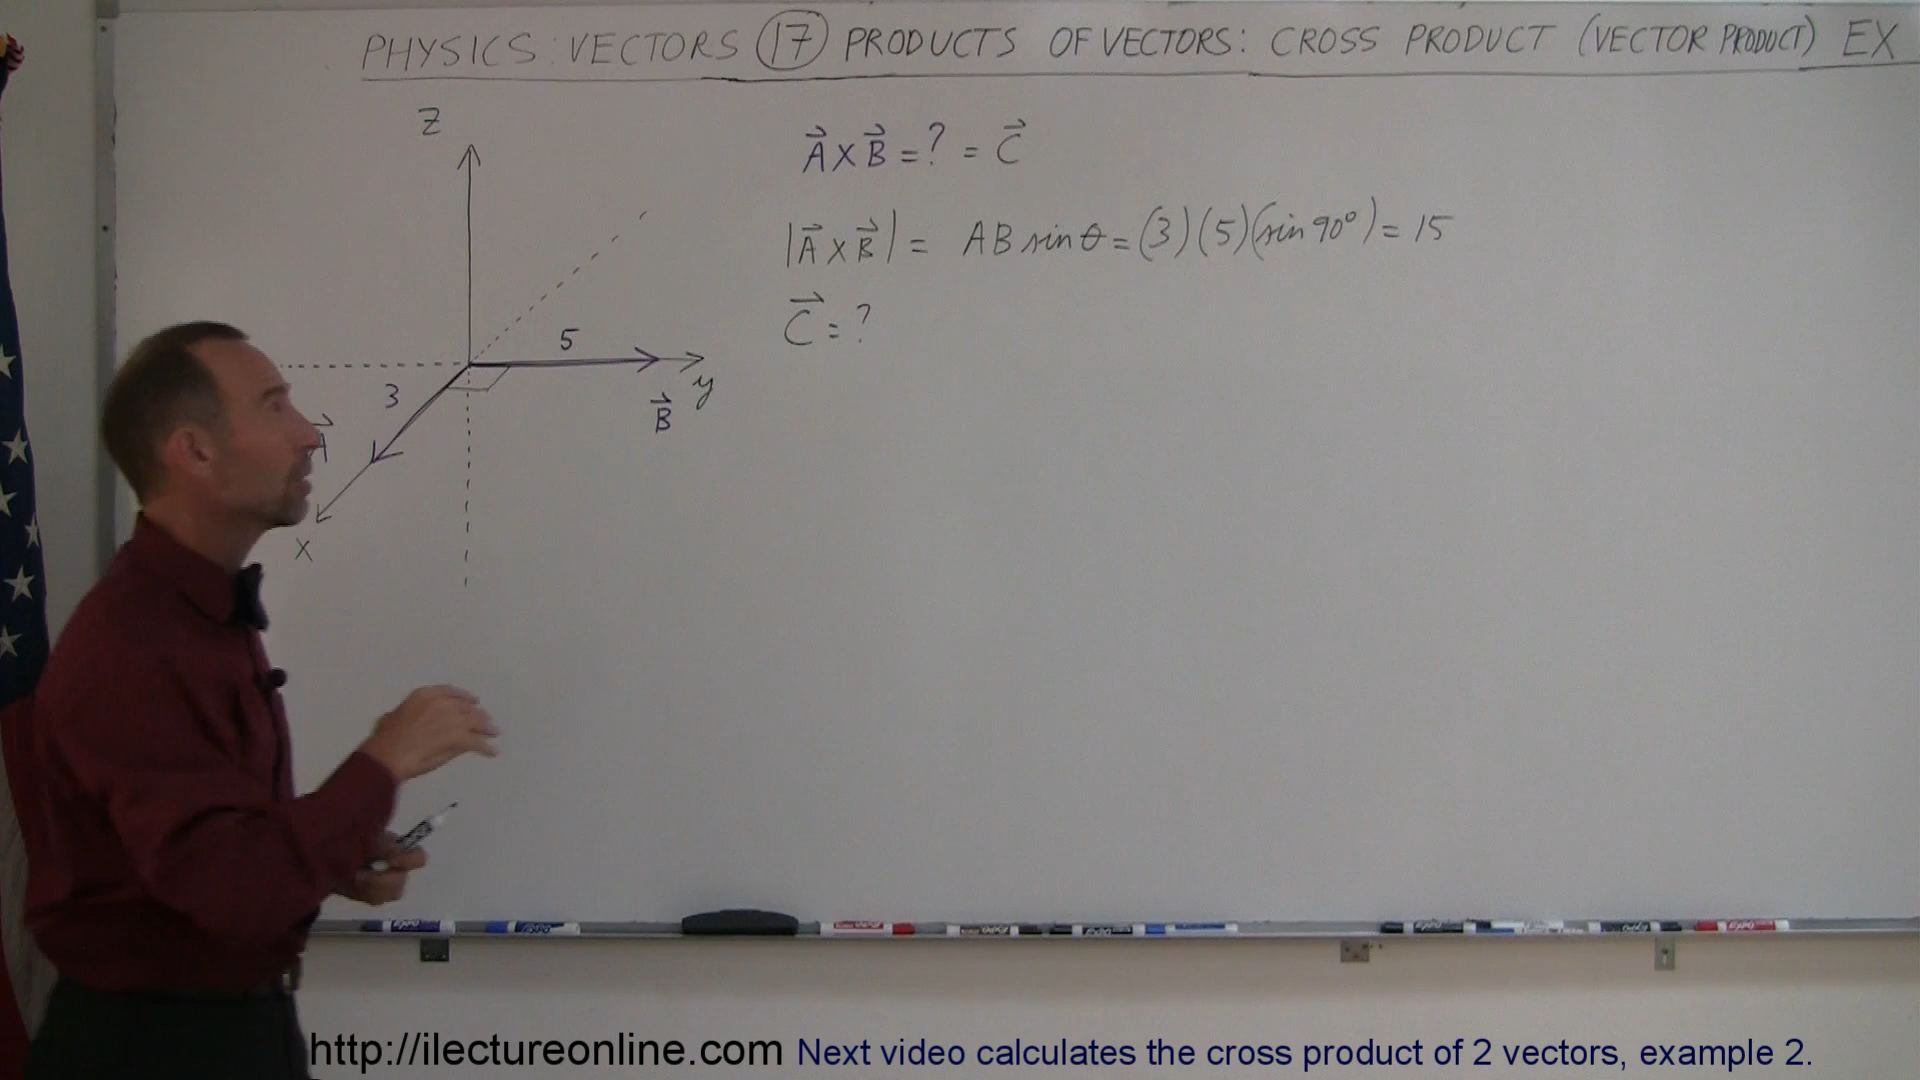 PHYSICS: VECTORS (17) PRODUCTS OF VECTORS: CROSS PRODUCT (VECTOR PRODUCT) EX
Z
A⃗ X B⃗ = ? = C⃗
|A⃗ X B⃗| = AB sin θ = (3)(5)(sin 90°) = 15
C⃗ = ?
5
3
y
B⃗
A⃗
X
http://ilectureonline.com Next video calculates the cross product of 2 vectors, example 2.